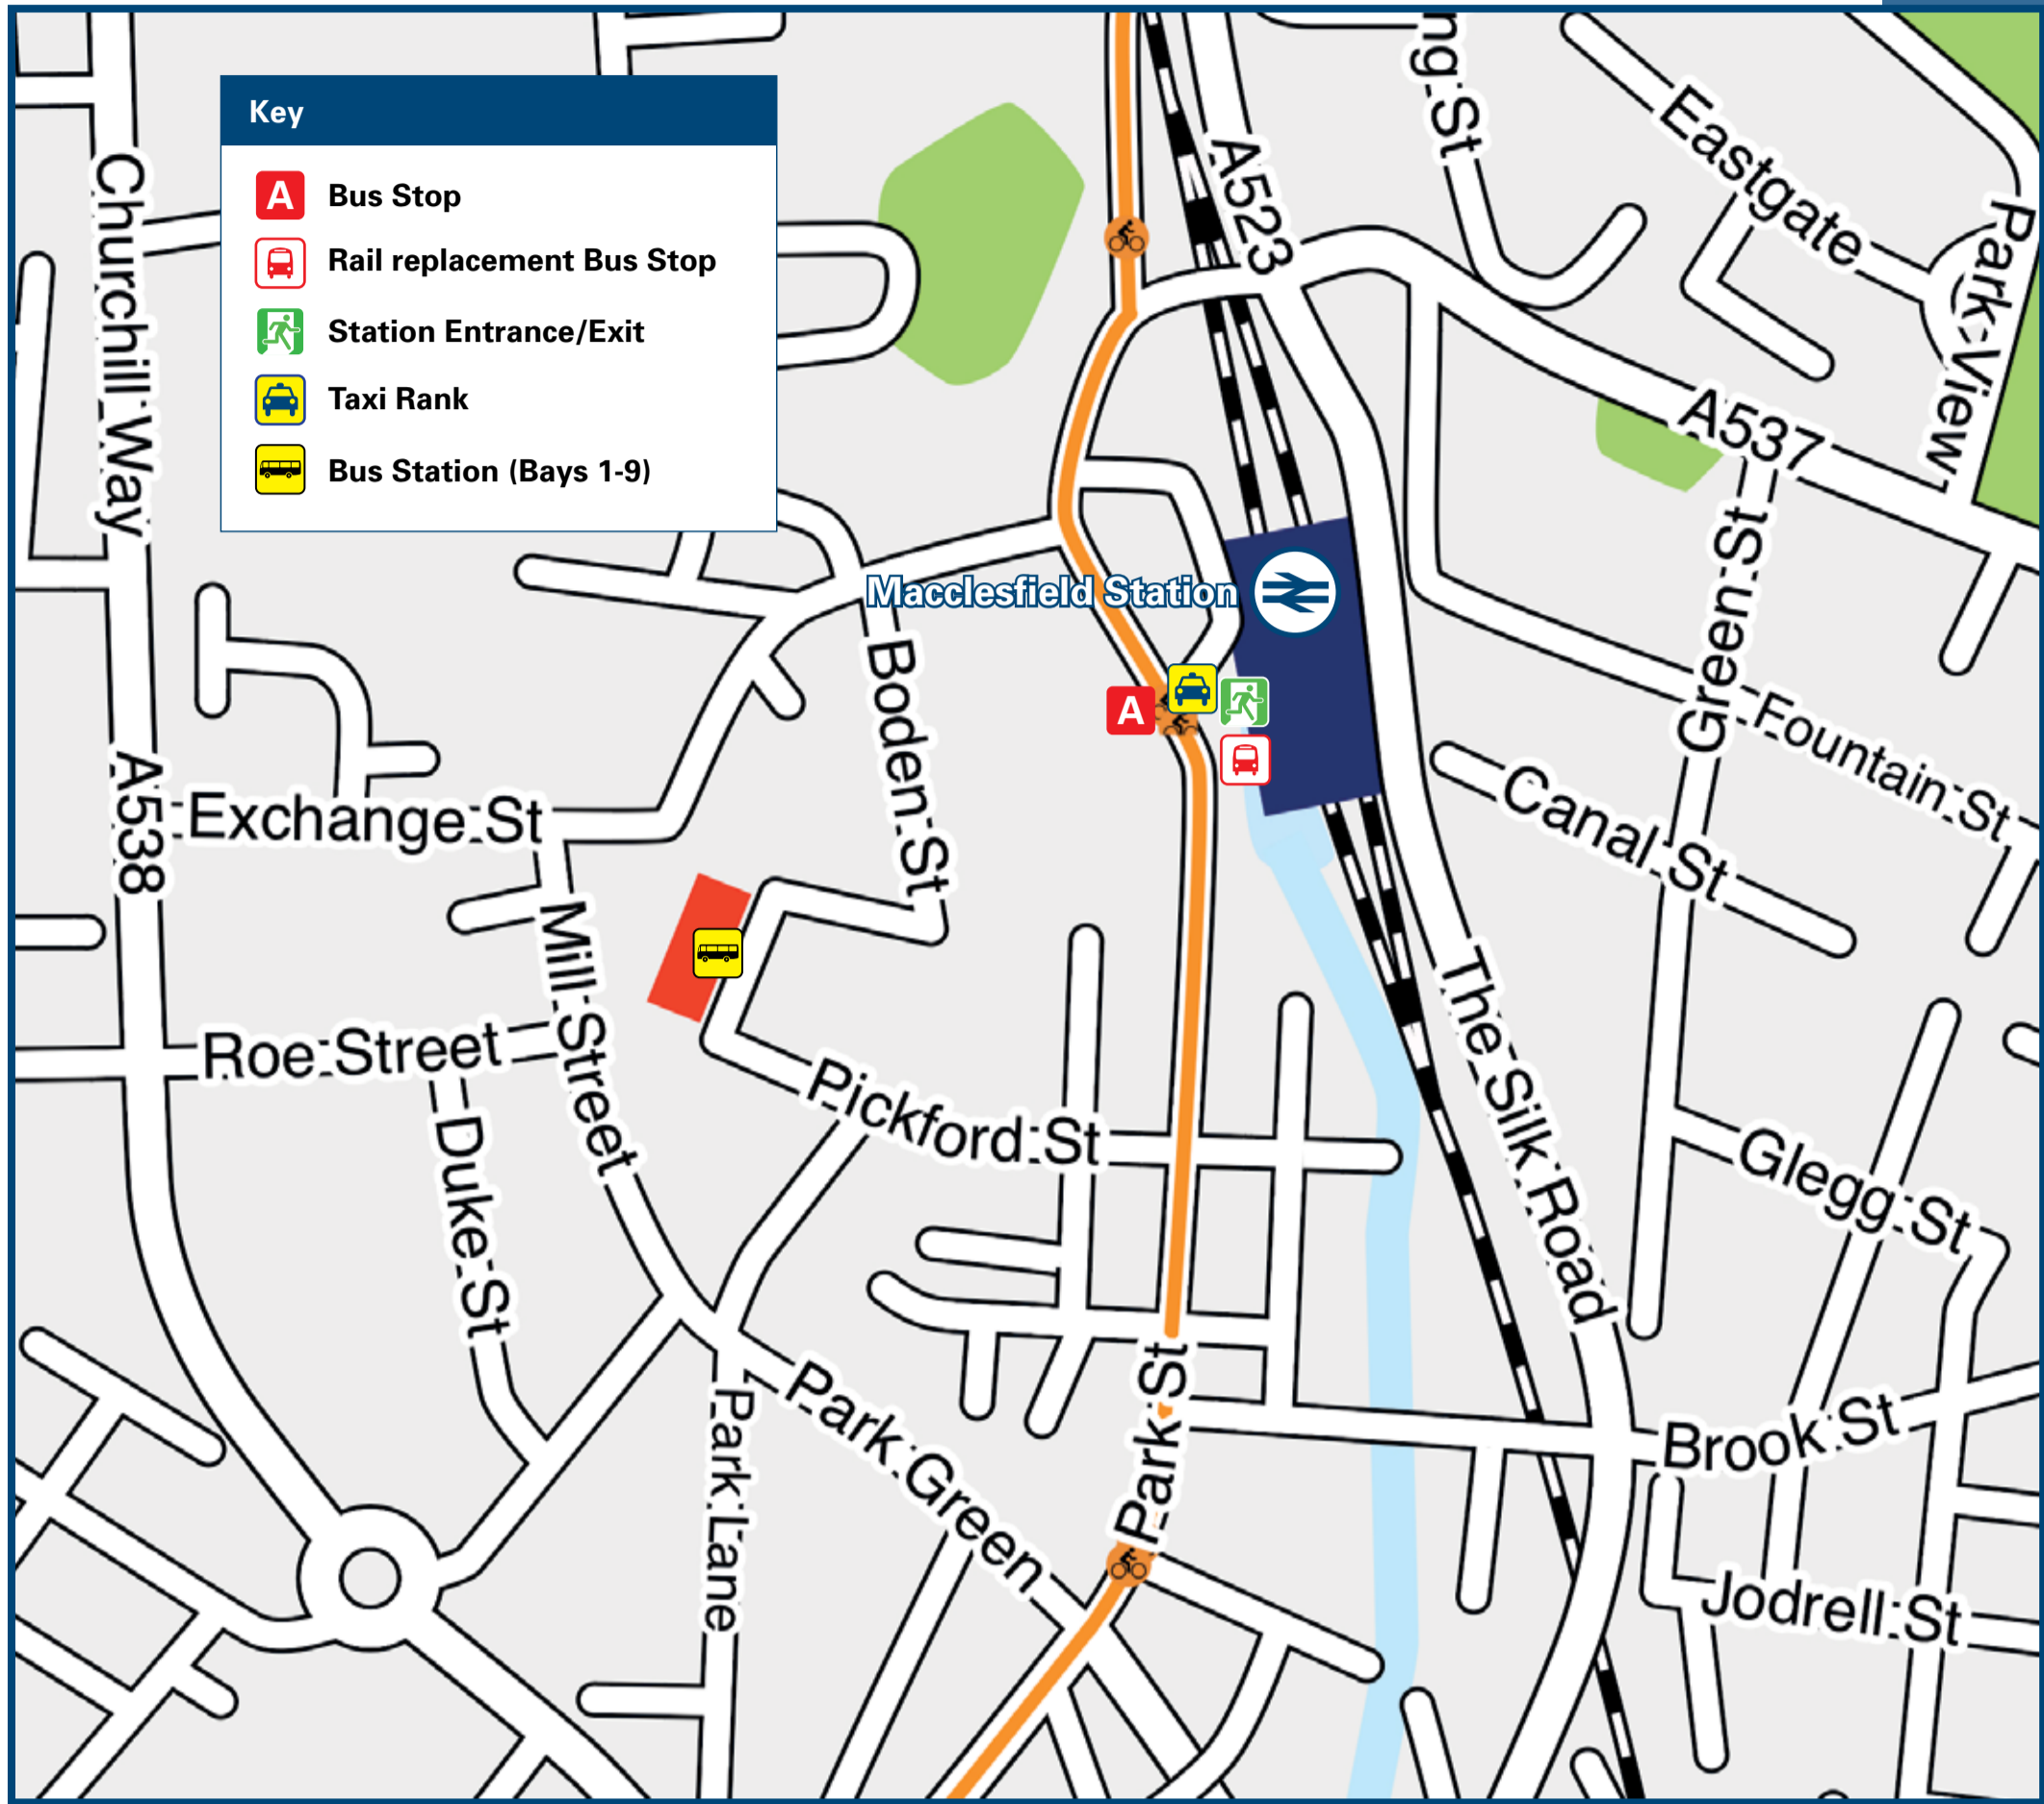 Key
A Bus Stop
Rail replacement Bus Stop
Station Entrance/Exit
Taxi Rank
Bus Station (Bays 1-9)
ng St
Eastgate
A523
Churchill Way
Park View
A537
Green St
Macclesfield Station
Boden St
A
Fountain St
A538
Exchange St
Canal St
Mill Street
The Silk Road
Roe Street
Pickford St
Duke St
Glegg St
Park St
Park Lane
Park Green
Brook St
Jodrell St